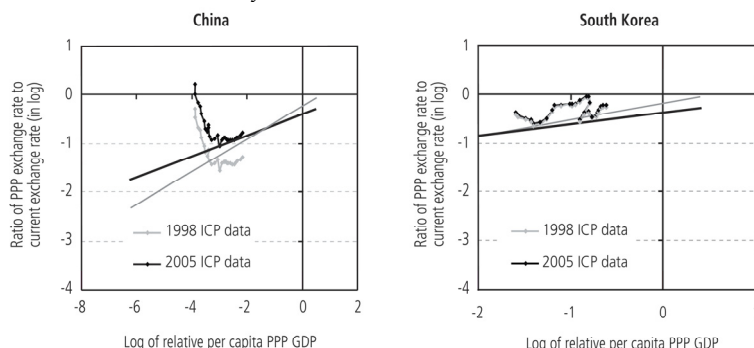 China
South Korea
Ratio of PPP exchange rate to
current exchange rate (in log)
1
0
-1
-2
-3
-4
1998 ICP data
2005 ICP data
-8
-6
-4
-2
0
2
Log of relative per capita PPP GDP
Ratio of PPP exchange rate to
current exchange rate (in log)
1
0
-1
-2
-3
-4
1998 ICP data
2005 ICP data
-2
-1
0
Log of relative per capita PPP GDP